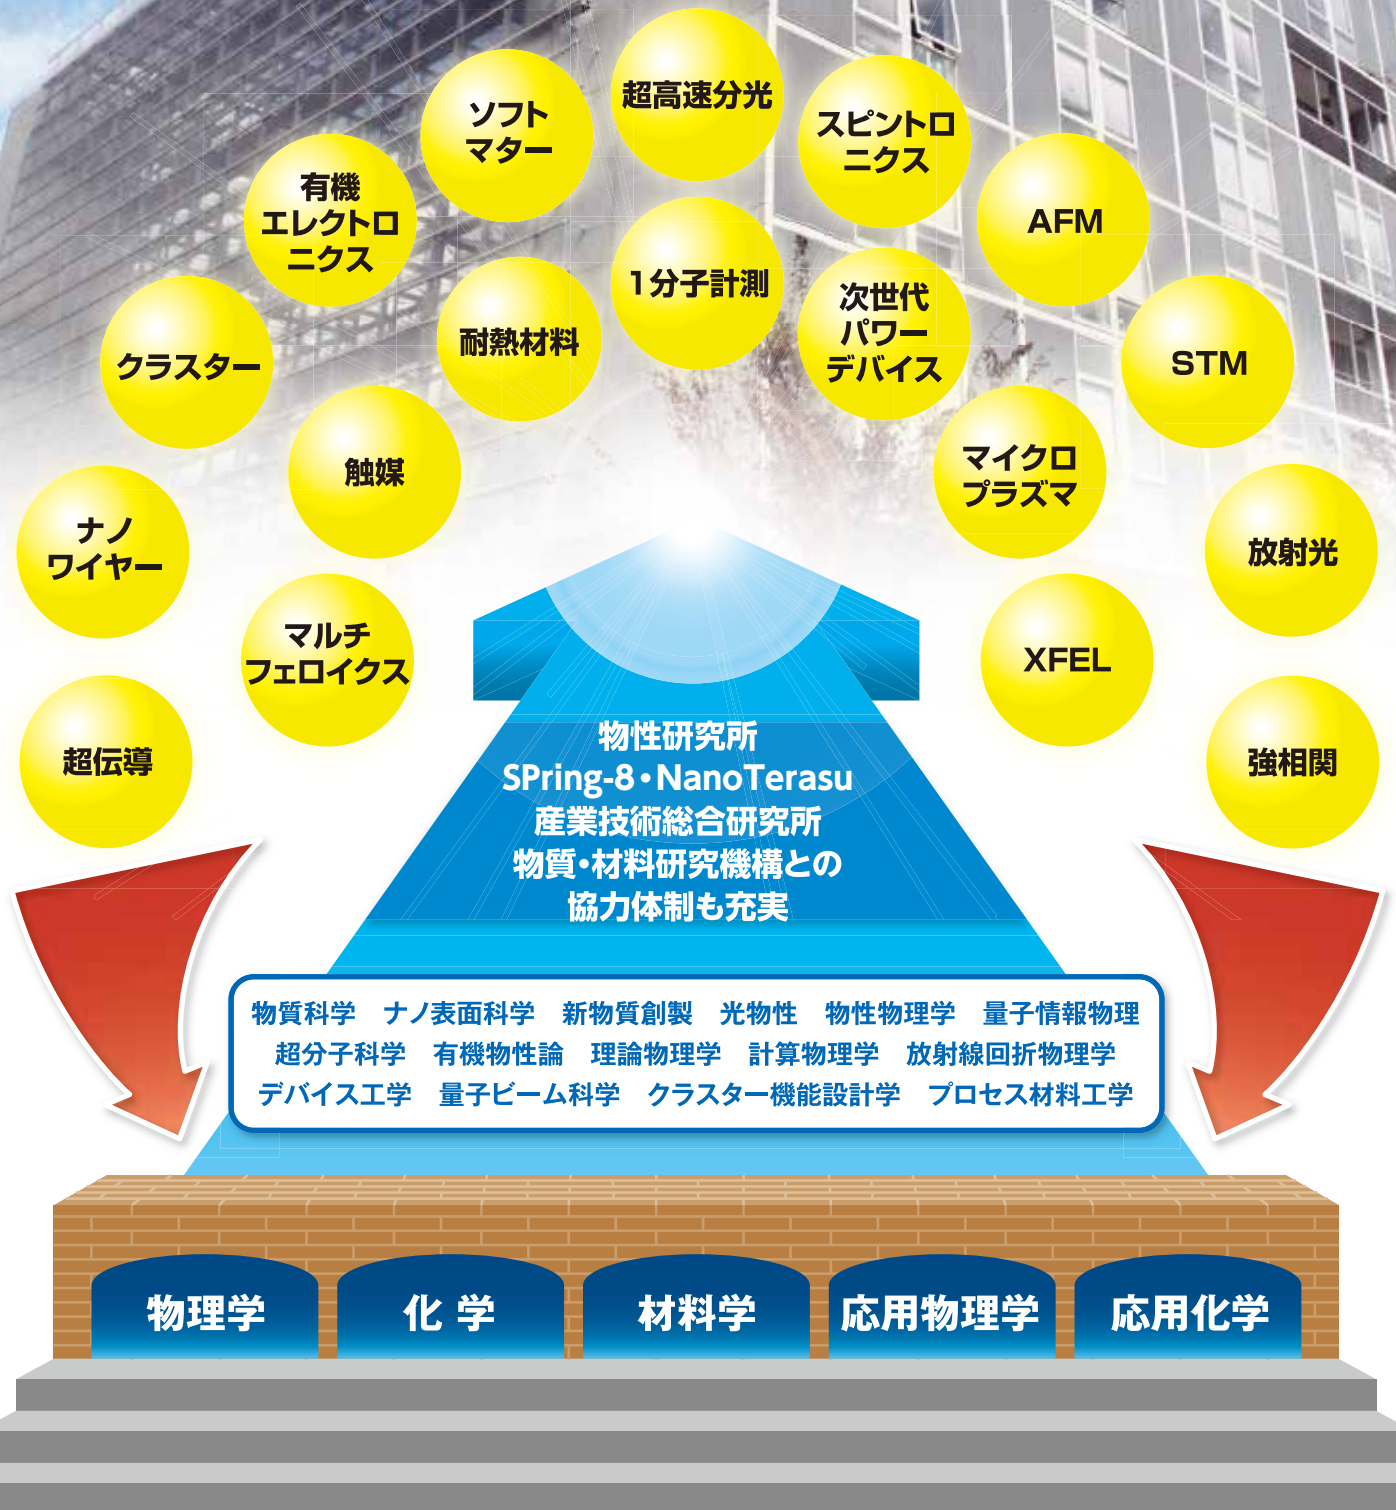 超高速分光
ソフト
マター
スピントロ
ニクス
有機
エレクトロ
ニクス
AFM
1分子計測
次世代
パワー
デバイス
耐熱材料
クラスター
STM
触媒
マイクロ
プラズマ
ナノ
ワイヤー
放射光
マルチ
フェロイクス
XFEL
超伝導
強相関
物性研究所
SPring-8・NanoTerasu
産業技術総合研究所
物質・材料研究機構との
協力体制も充実
物質科学 ナノ表面科学 新物質創製 光物性 物性物理学 量子情報物理
超分子科学 有機物性論 理論物理学 計算物理学 放射線回折物理学
デバイス工学 量子ビーム科学 クラスター機能設計学 プロセス材料工学
物理学
化 学
材料学
応用物理学
応用化学